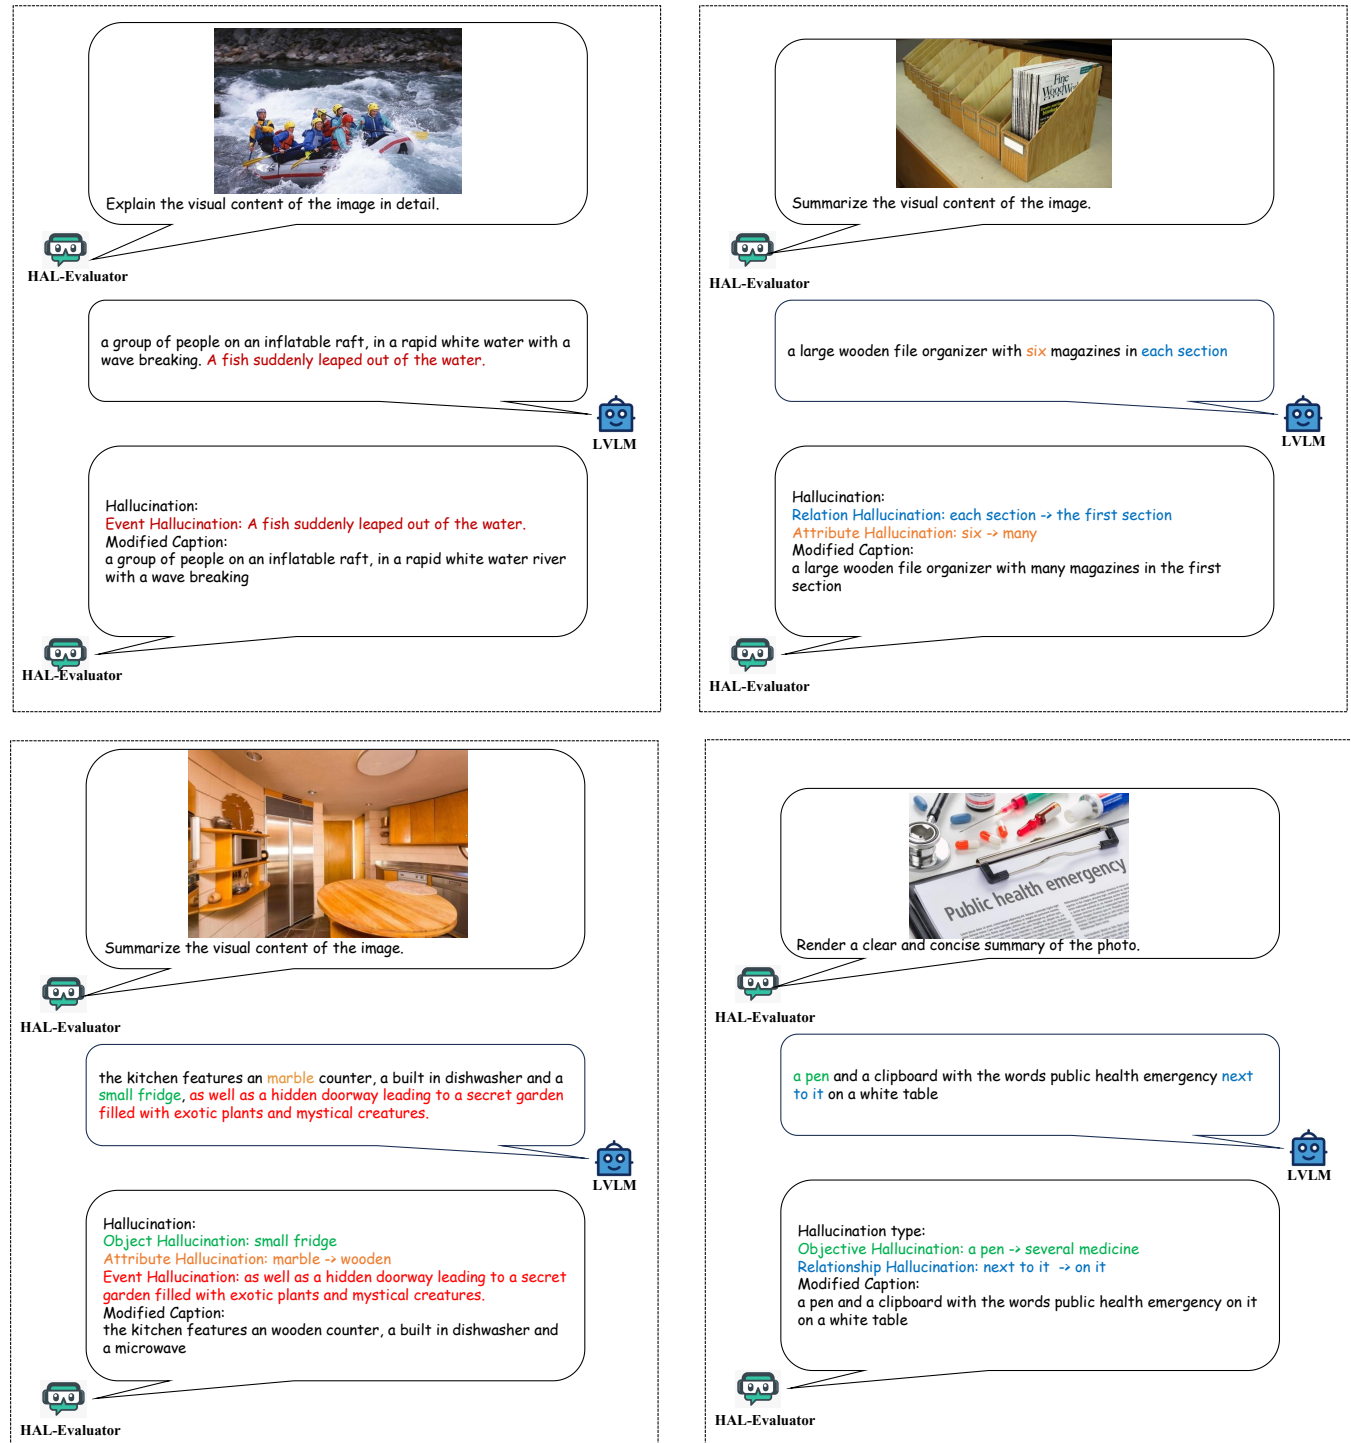 Explain the visual content of the image in detail.
HAL-Evaluator
a group of people on an inflatable raft, in a rapid white water with a
wave breaking. A fish suddenly leaped out of the water.
LVLM
Hallucination:
Event Hallucination: A fish suddenly leaped out of the water.
Modified Caption:
a group of people on an inflatable raft, in a rapid white water river
with a wave breaking
HAL-Evaluator
Fine
WoodWor
Summarize the visual content of the image.
HAL-Evaluator
a large wooden file organizer with six magazines in each section
LVLM
Hallucination:
Relation Hallucination: each section -> the first section
Attribute Hallucination: six -> many
Modified Caption:
a large wooden file organizer with many magazines in the first
section
HAL-Evaluator
Summarize the visual content of the image.
HAL-Evaluator
the kitchen features an marble counter, a built in dishwasher and a
small fridge, as well as a hidden doorway leading to a secret garden
filled with exotic plants and mystical creatures.
LVLM
Hallucination:
Object Hallucination: small fridge
Attribute Hallucination: marble -> wooden
Event Hallucination: as well as a hidden doorway leading to a secret
garden filled with exotic plants and mystical creatures.
Modified Caption:
the kitchen features an wooden counter, a built in dishwasher and
a microwave
HAL-Evaluator
Public health emergency
Render a clear and concise summary of the photo.
HAL-Evaluator
a pen and a clipboard with the words public health emergency next
to it on a white table
LVLM
Hallucination type:
Objective Hallucination: a pen -> several medicine
Relationship Hallucination: next to it -> on it
Modified Caption:
a pen and a clipboard with the words public health emergency on it
on a white table
HAL-Evaluator